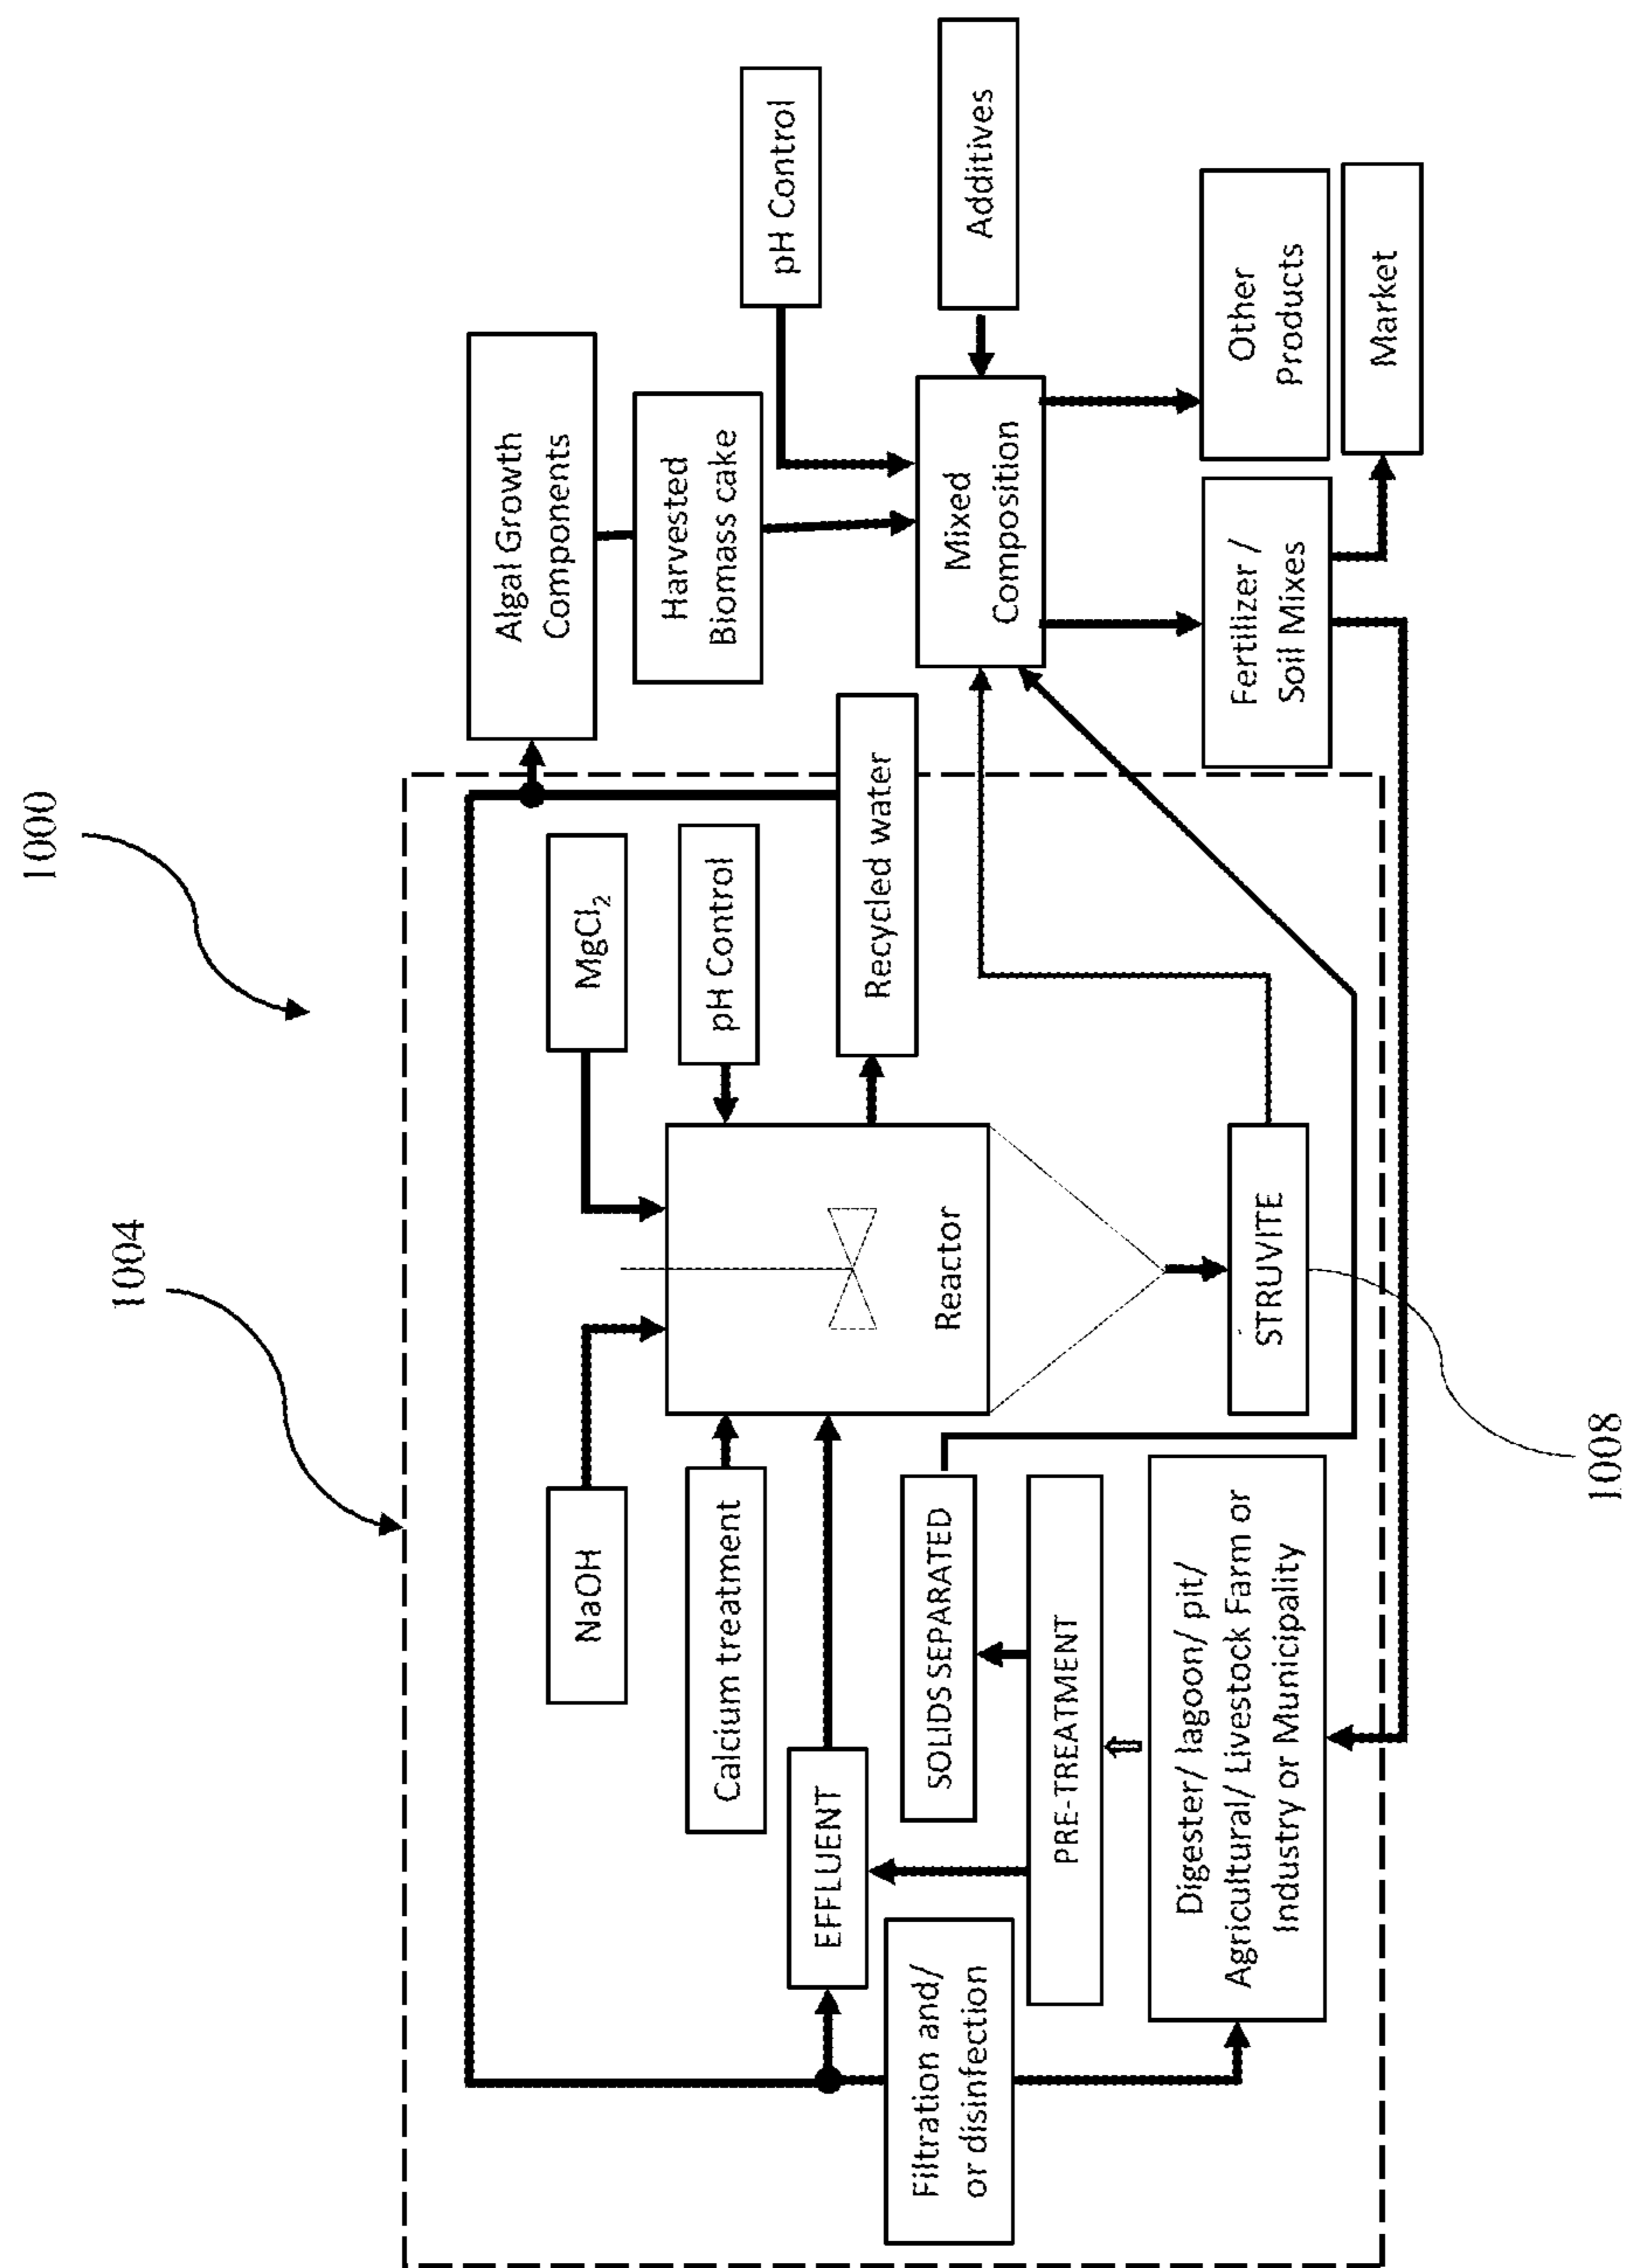 1000
1004
Algal Growth
Components
MgCl₂
NaOH
Harvested
Biomass cake
pH Control
pH Control
Calcium treatment
Recycled water
EFFLUENT
Reactor
Filtration and/
or disinfection
SOLIDS SEPARATED
Mixed
Composition
Additives
PRE-TREATMENT
Digester/ lagoon/ pit/
Agricultural/ Livestock Farm or
Industry or Municipality
STRUVITE
Fertilizer /
Soil Mixes
Other
Products
Market
1008